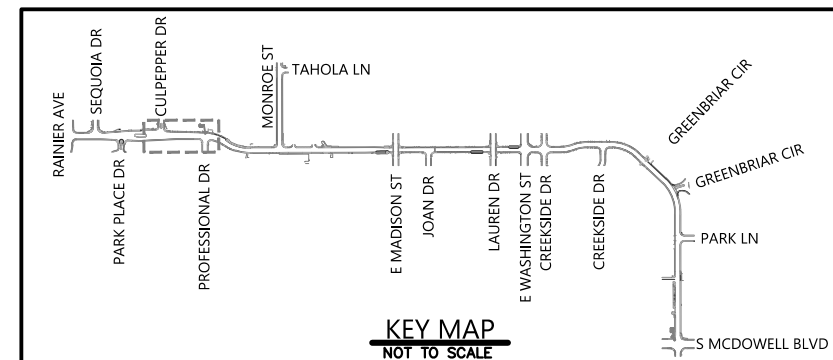 RAINIER AVE
SEQUOIA DR
PARK PLACE DR
CULPEPPER DR
PROFESSIONAL DR
MONROE ST
TAHOLA LN
E MADISON ST
JOAN DR
LAUREN DR
E WASHINGTON ST
CREEKSIDE DR
CREEKSIDE DR
GREENBRIAR CIR
GREENBRIAR CIR
PARK LN
S MCDOWELL BLVD
KEY MAP
NOT TO SCALE